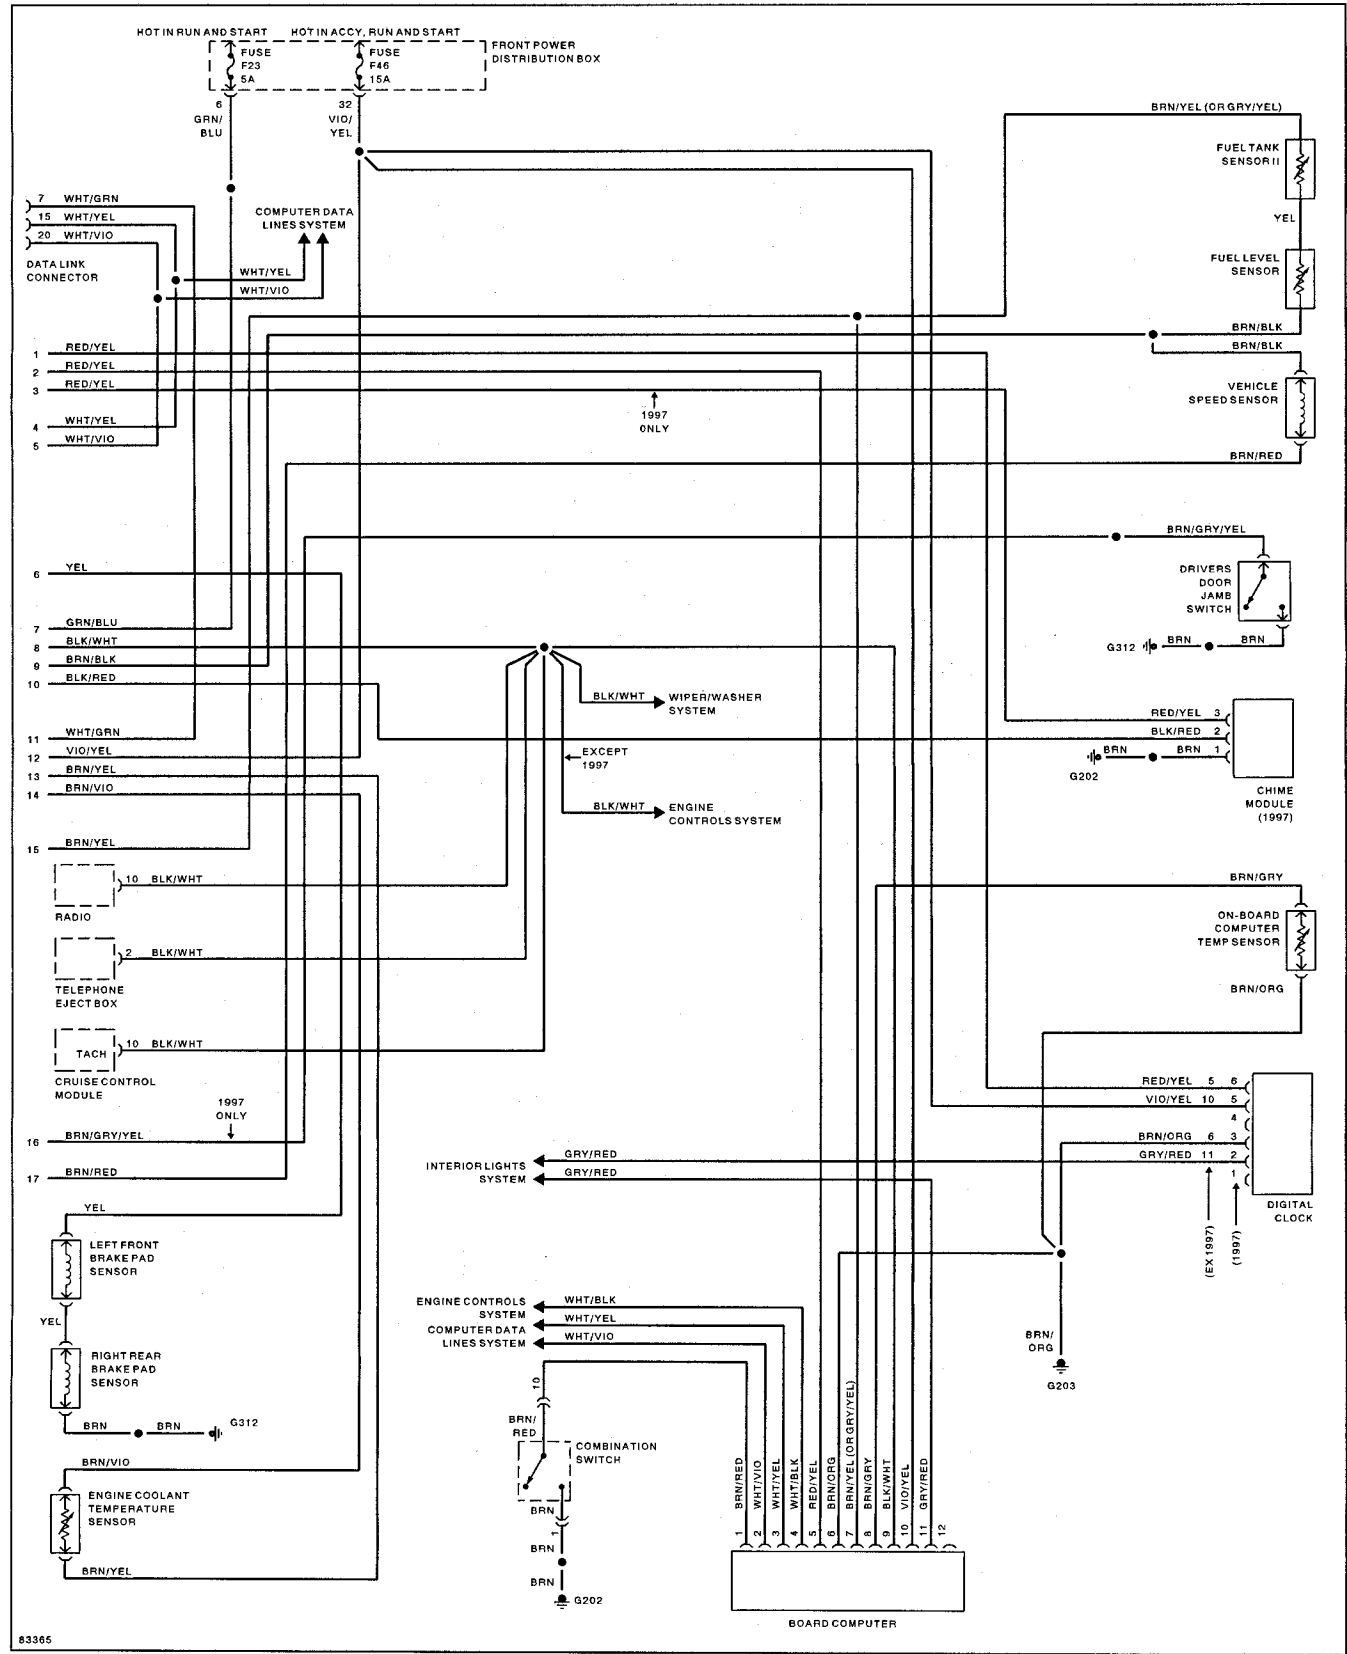 HOT IN RUN AND START
HOT IN ACCY, RUN AND START
FUSE
F23
5A
FUSE
F46
15A
FRONT POWER
DISTRIBUTION BOX
6
GRN/
BLU
32
VIO/
YEL
BRN/YEL (OR GRY/YEL)
FUEL TANK
SENSOR II
YEL
FUEL LEVEL
SENSOR
7 WHT/GRN
15 WHT/YEL
20 WHT/VIO
DATA LINK
CONNECTOR
COMPUTER DATA
LINES SYSTEM
WHT/YEL
WHT/VIO
BRN/BLK
BRN/BLK
1 RED/YEL
2 RED/YEL
3 RED/YEL
1997
ONLY
VEHICLE
SPEED SENSOR
4 WHT/YEL
5 WHT/VIO
BRN/RED
BRN/GRY/YEL
6 YEL
DRIVERS
DOOR
JAMB
SWITCH
7 GRN/BLU
8 BLK/WHT
9 BRN/BLK
10 BLK/RED
G312
BRN
BRN
BLK/WHT
WIPER/WASHER
SYSTEM
RED/YEL 3
BLK/RED 2
BRN
BRN 1
G202
11 WHT/GRN
12 VIO/YEL
13 BRN/YEL
14 BRN/VIO
EXCEPT
1997
BLK/WHT
ENGINE
CONTROLS SYSTEM
CHIME
MODULE
(1997)
15 BRN/YEL
10 BLK/WHT
RADIO
BRN/GRY
ON-BOARD
COMPUTER
TEMP SENSOR
2 BLK/WHT
TELEPHONE
EJECT BOX
BRN/ORG
TACH
10 BLK/WHT
CRUISE CONTROL
MODULE
1997
ONLY
16 BRN/GRY/YEL
17 BRN/RED
RED/YEL 5 6
VIO/YEL 10 5
4
BRN/ORG 6 3
GRY/RED 11 2
1
INTERIOR LIGHTS
SYSTEM
GRY/RED
GRY/RED
DIGITAL
CLOCK
(EX 1997)
(1997)
YEL
LEFT FRONT
BRAKE PAD
SENSOR
YEL
RIGHT REAR
BRAKE PAD
SENSOR
BRN
BRN
G312
ENGINE CONTROLS
SYSTEM
COMPUTER DATA
LINES SYSTEM
WHT/BLK
WHT/YEL
WHT/VIO
BRN/
ORG
G203
10
BRN/
RED
COMBINATION
SWITCH
BRN
1
BRN
BRN
G202
BRN/VIO
ENGINE COOLANT
TEMPERATURE
SENSOR
BRN/YEL
1 BRN/RED
2 WHT/VIO
3 WHT/YEL
4 WHT/BLK
5 RED/YEL
6 BRN/ORG
7 BRN/YEL (OR GRY/YEL)
8 BRN/GRY
9 BLK/WHT
10 VIO/YEL
11 GRY/RED
12
BOARD COMPUTER
83365